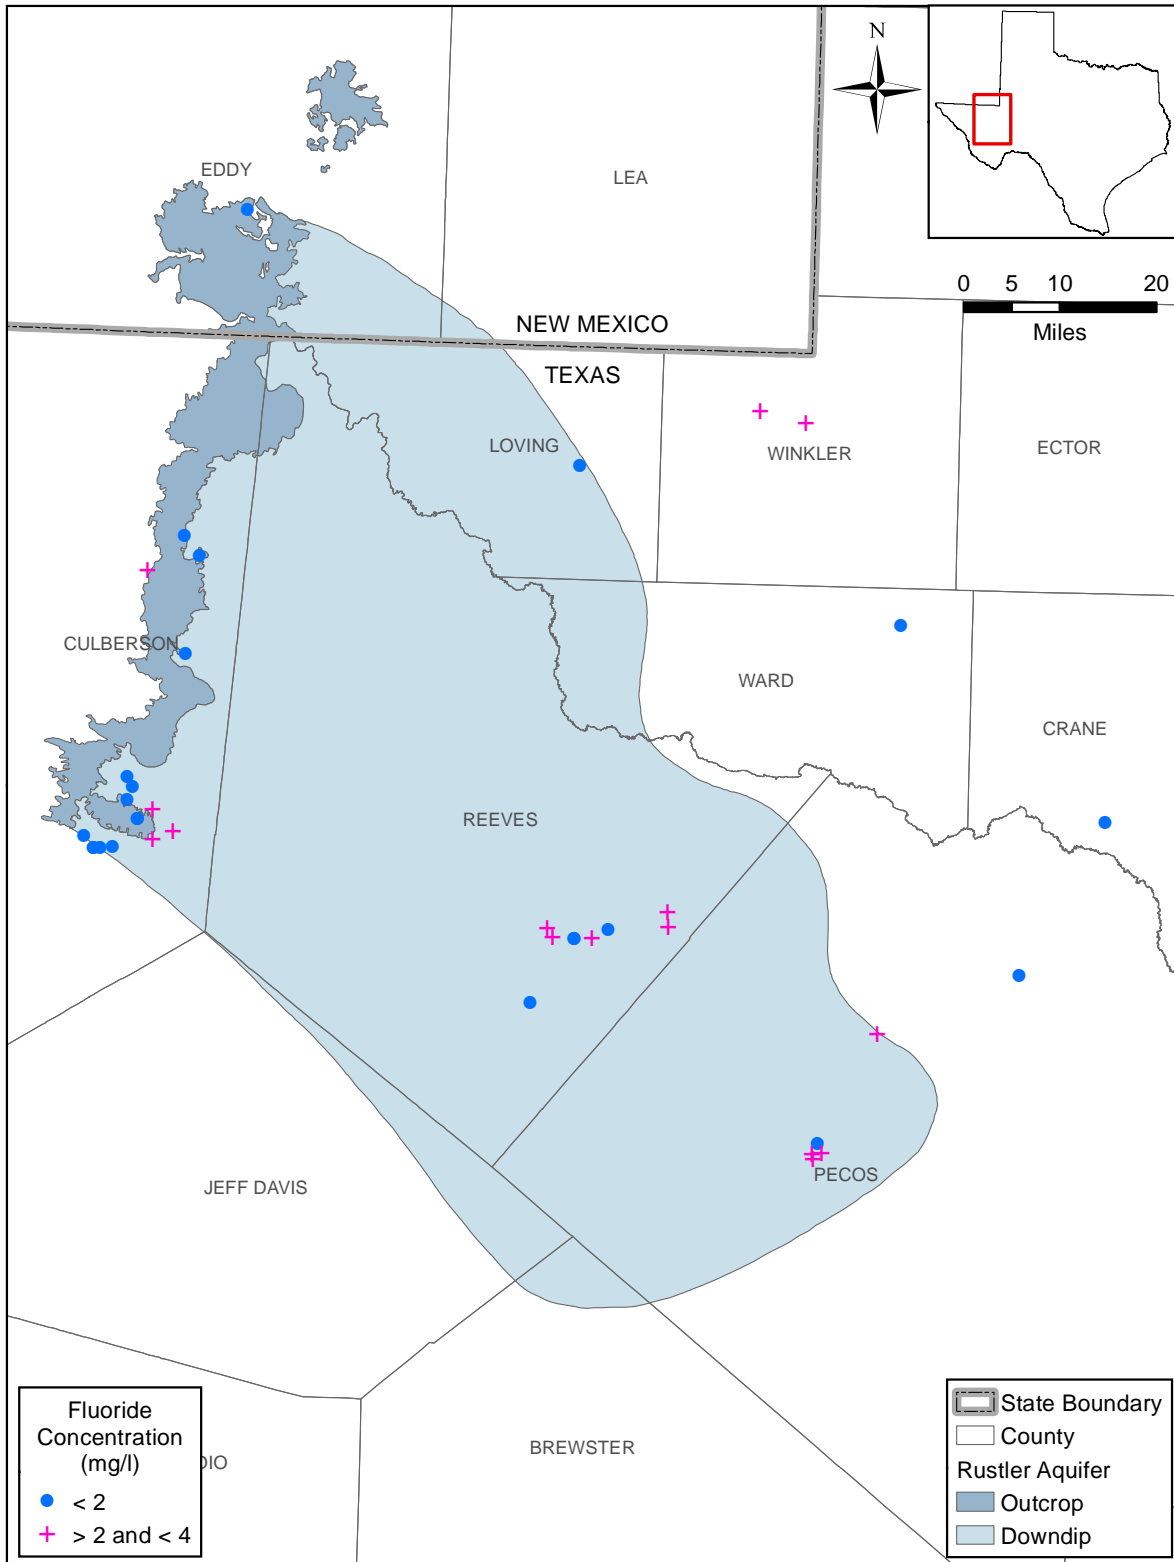 N
EDDY
LEA
0 5 10 20
Miles
NEW MEXICO
TEXAS
LOVING
WINKLER
ECTOR
CULBERSON
WARD
CRANE
REEVES
JEFF DAVIS
PECOS
BREWSTER
DIO
Fluoride
Concentration
(mg/l)
< 2
> 2 and < 4
State Boundary
County
Rustler Aquifer
Outcrop
Downdip